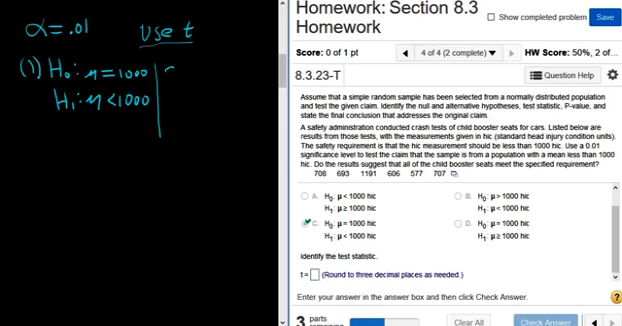 α = .01 use t
(1) H₀: μ = 1000
H₁: μ < 1000
Homework: Section 8.3
Homework
Show completed problem
Save
Score: 0 of 1 pt
4 of 4 (2 complete)
HW Score: 50%, 2 of...
8.3.23-T
Question Help
Assume that a simple random sample has been selected from a normally distributed population
and test the given claim. Identify the null and alternative hypotheses, test statistic, P-value, and
state the final conclusion that addresses the original claim.
A safety administration conducted crash tests of child booster seats for cars. Listed below are
results from those tests, with the measurements given in hic (standard head injury condition units).
The safety requirement is that the hic measurement should be less than 1000 hic. Use a 0.01
significance level to test the claim that the sample is from a population with a mean less than 1000
hic. Do the results suggest that all of the child booster seats meet the specified requirement?
708 693 1191 606 577 707
A. H₀: μ < 1000 hic
H₁: μ ≥ 1000 hic
B. H₀: μ > 1000 hic
H₁: μ < 1000 hic
C. H₀: μ = 1000 hic
H₁: μ < 1000 hic
D. H₀: μ = 1000 hic
H₁: μ ≥ 1000 hic
Identify the test statistic.
t = (Round to three decimal places as needed.)
Enter your answer in the answer box and then click Check Answer.
?
3 parts
remaining
Clear All
Check Answer